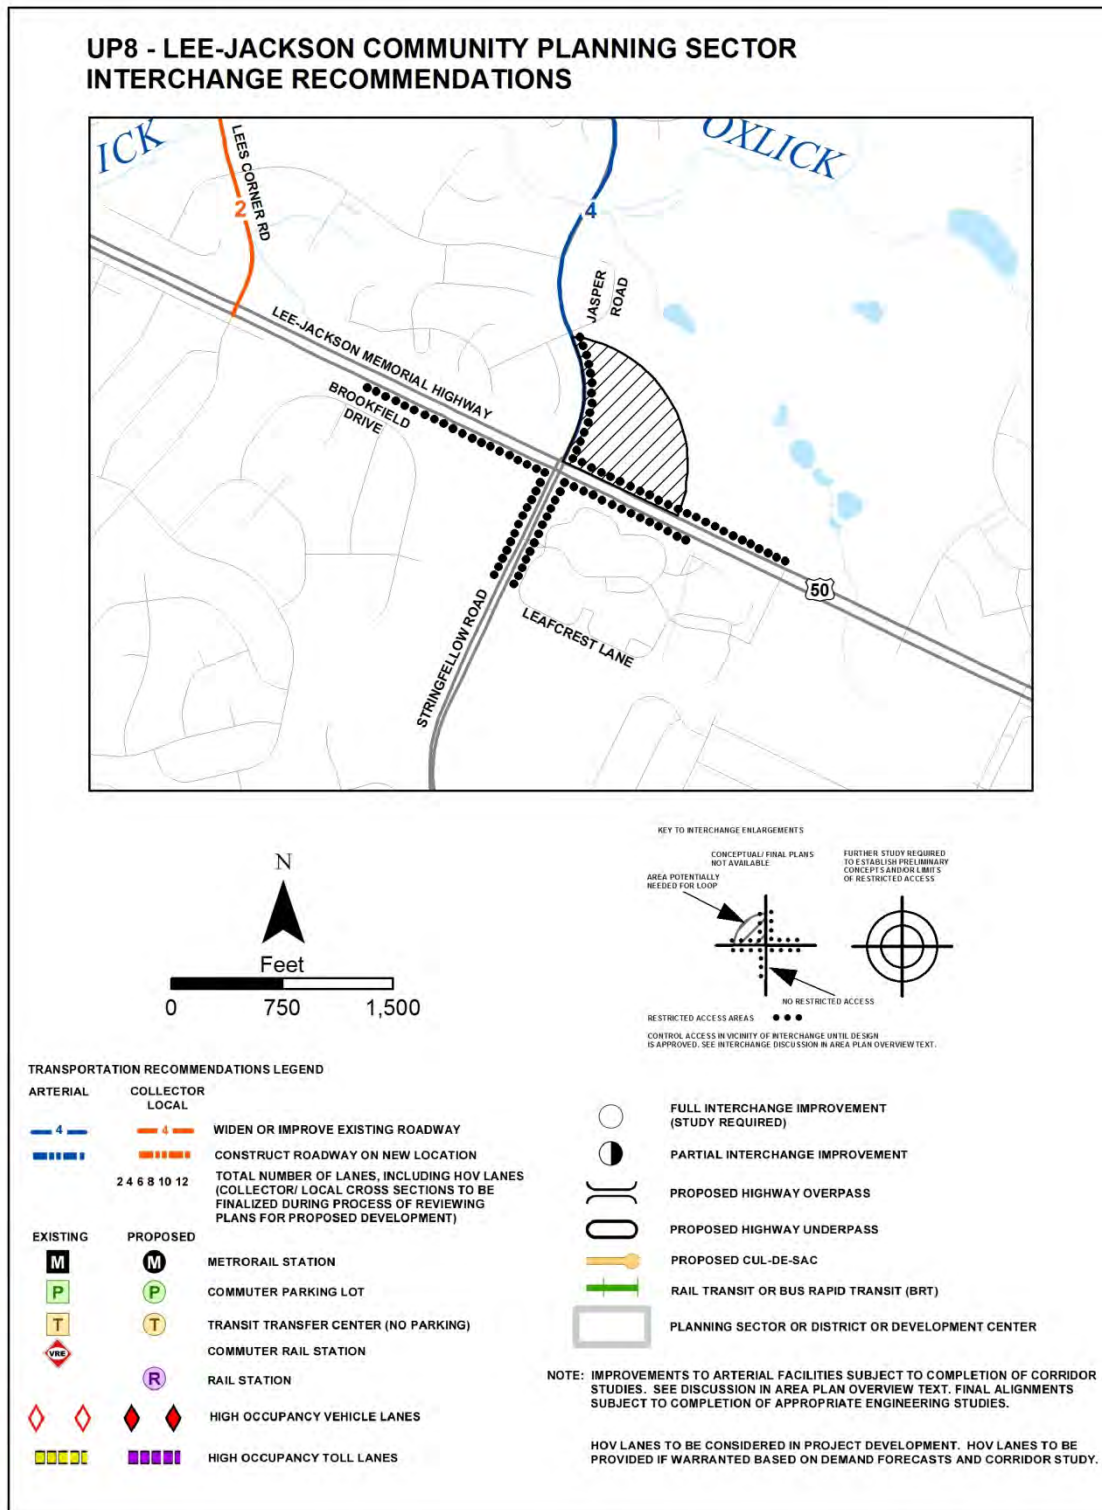 UP8 - LEE-JACKSON COMMUNITY PLANNING SECTOR
INTERCHANGE RECOMMENDATIONS
ICK
OXLICK
LEES CORNER RD
2
4
JASPER
ROAD
LEE-JACKSON MEMORIAL HIGHWAY
BROOKFIELD
DRIVE
50
STRINGFELLOW ROAD
LEAFCREST LANE
N
Feet
0 750 1,500
KEY TO INTERCHANGE ENLARGEMENTS
CONCEPTUAL/ FINAL PLANS
NOT AVAILABLE
AREA POTENTIALLY
NEEDED FOR LOOP
FURTHER STUDY REQUIRED
TO ESTABLISH PRELIMINARY
CONCEPTS AND/OR LIMITS
OF RESTRICTED ACCESS
NO RESTRICTED ACCESS
RESTRICTED ACCESS AREAS
CONTROL ACCESS IN VICINITY OF INTERCHANGE UNTIL DESIGN
IS APPROVED. SEE INTERCHANGE DISCUSSION IN AREA PLAN OVERVIEW TEXT.
TRANSPORTATION RECOMMENDATIONS LEGEND
ARTERIAL COLLECTOR
LOCAL
4 4 WIDEN OR IMPROVE EXISTING ROADWAY
CONSTRUCT ROADWAY ON NEW LOCATION
2 4 6 8 10 12 TOTAL NUMBER OF LANES, INCLUDING HOV LANES
(COLLECTOR/ LOCAL CROSS SECTIONS TO BE
FINALIZED DURING PROCESS OF REVIEWING
PLANS FOR PROPOSED DEVELOPMENT)
EXISTING PROPOSED
M M METRORAIL STATION
P P COMMUTER PARKING LOT
T T TRANSIT TRANSFER CENTER (NO PARKING)
VRE COMMUTER RAIL STATION
R RAIL STATION
HIGH OCCUPANCY VEHICLE LANES
HIGH OCCUPANCY TOLL LANES
FULL INTERCHANGE IMPROVEMENT
(STUDY REQUIRED)
PARTIAL INTERCHANGE IMPROVEMENT
PROPOSED HIGHWAY OVERPASS
PROPOSED HIGHWAY UNDERPASS
PROPOSED CUL-DE-SAC
RAIL TRANSIT OR BUS RAPID TRANSIT (BRT)
PLANNING SECTOR OR DISTRICT OR DEVELOPMENT CENTER
NOTE: IMPROVEMENTS TO ARTERIAL FACILITIES SUBJECT TO COMPLETION OF CORRIDOR
STUDIES. SEE DISCUSSION IN AREA PLAN OVERVIEW TEXT. FINAL ALIGNMENTS
SUBJECT TO COMPLETION OF APPROPRIATE ENGINEERING STUDIES.
HOV LANES TO BE CONSIDERED IN PROJECT DEVELOPMENT. HOV LANES TO BE
PROVIDED IF WARRANTED BASED ON DEMAND FORECASTS AND CORRIDOR STUDY.